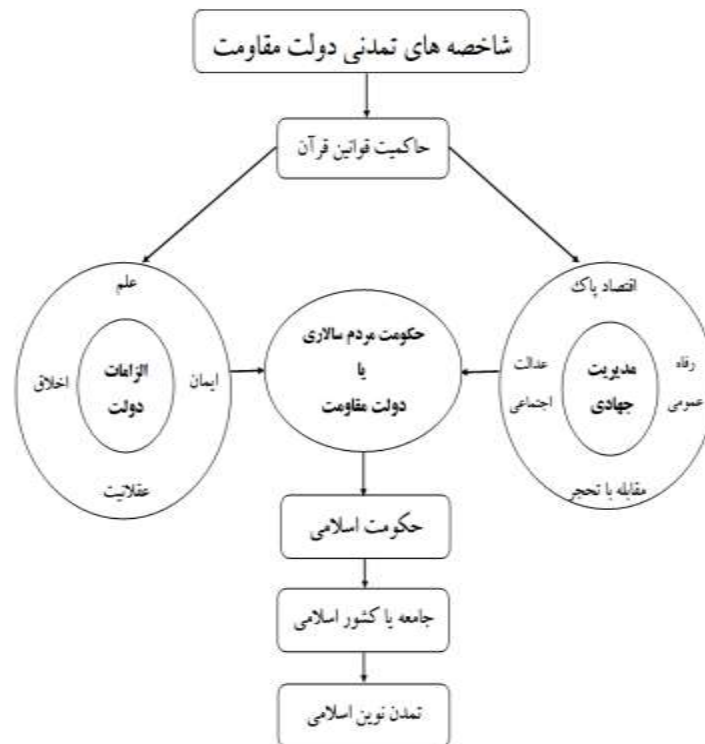 شاخصه های تمدنی دولت مقاومت
حاکمیت قوانین قرآن
اقتصاد پاک
رفاه
عمومی
مدیریت
جهادی
عدالت
اجتماعی
مقابله با تحجر
حکومت مردم سالاری
یا
دولت مقاومت
علم
ایمان
الزامات
دولت
اخلاق
عقلانیت
حکومت اسلامی
جامعه یا کشور اسلامی
تمدن نوین اسلامی